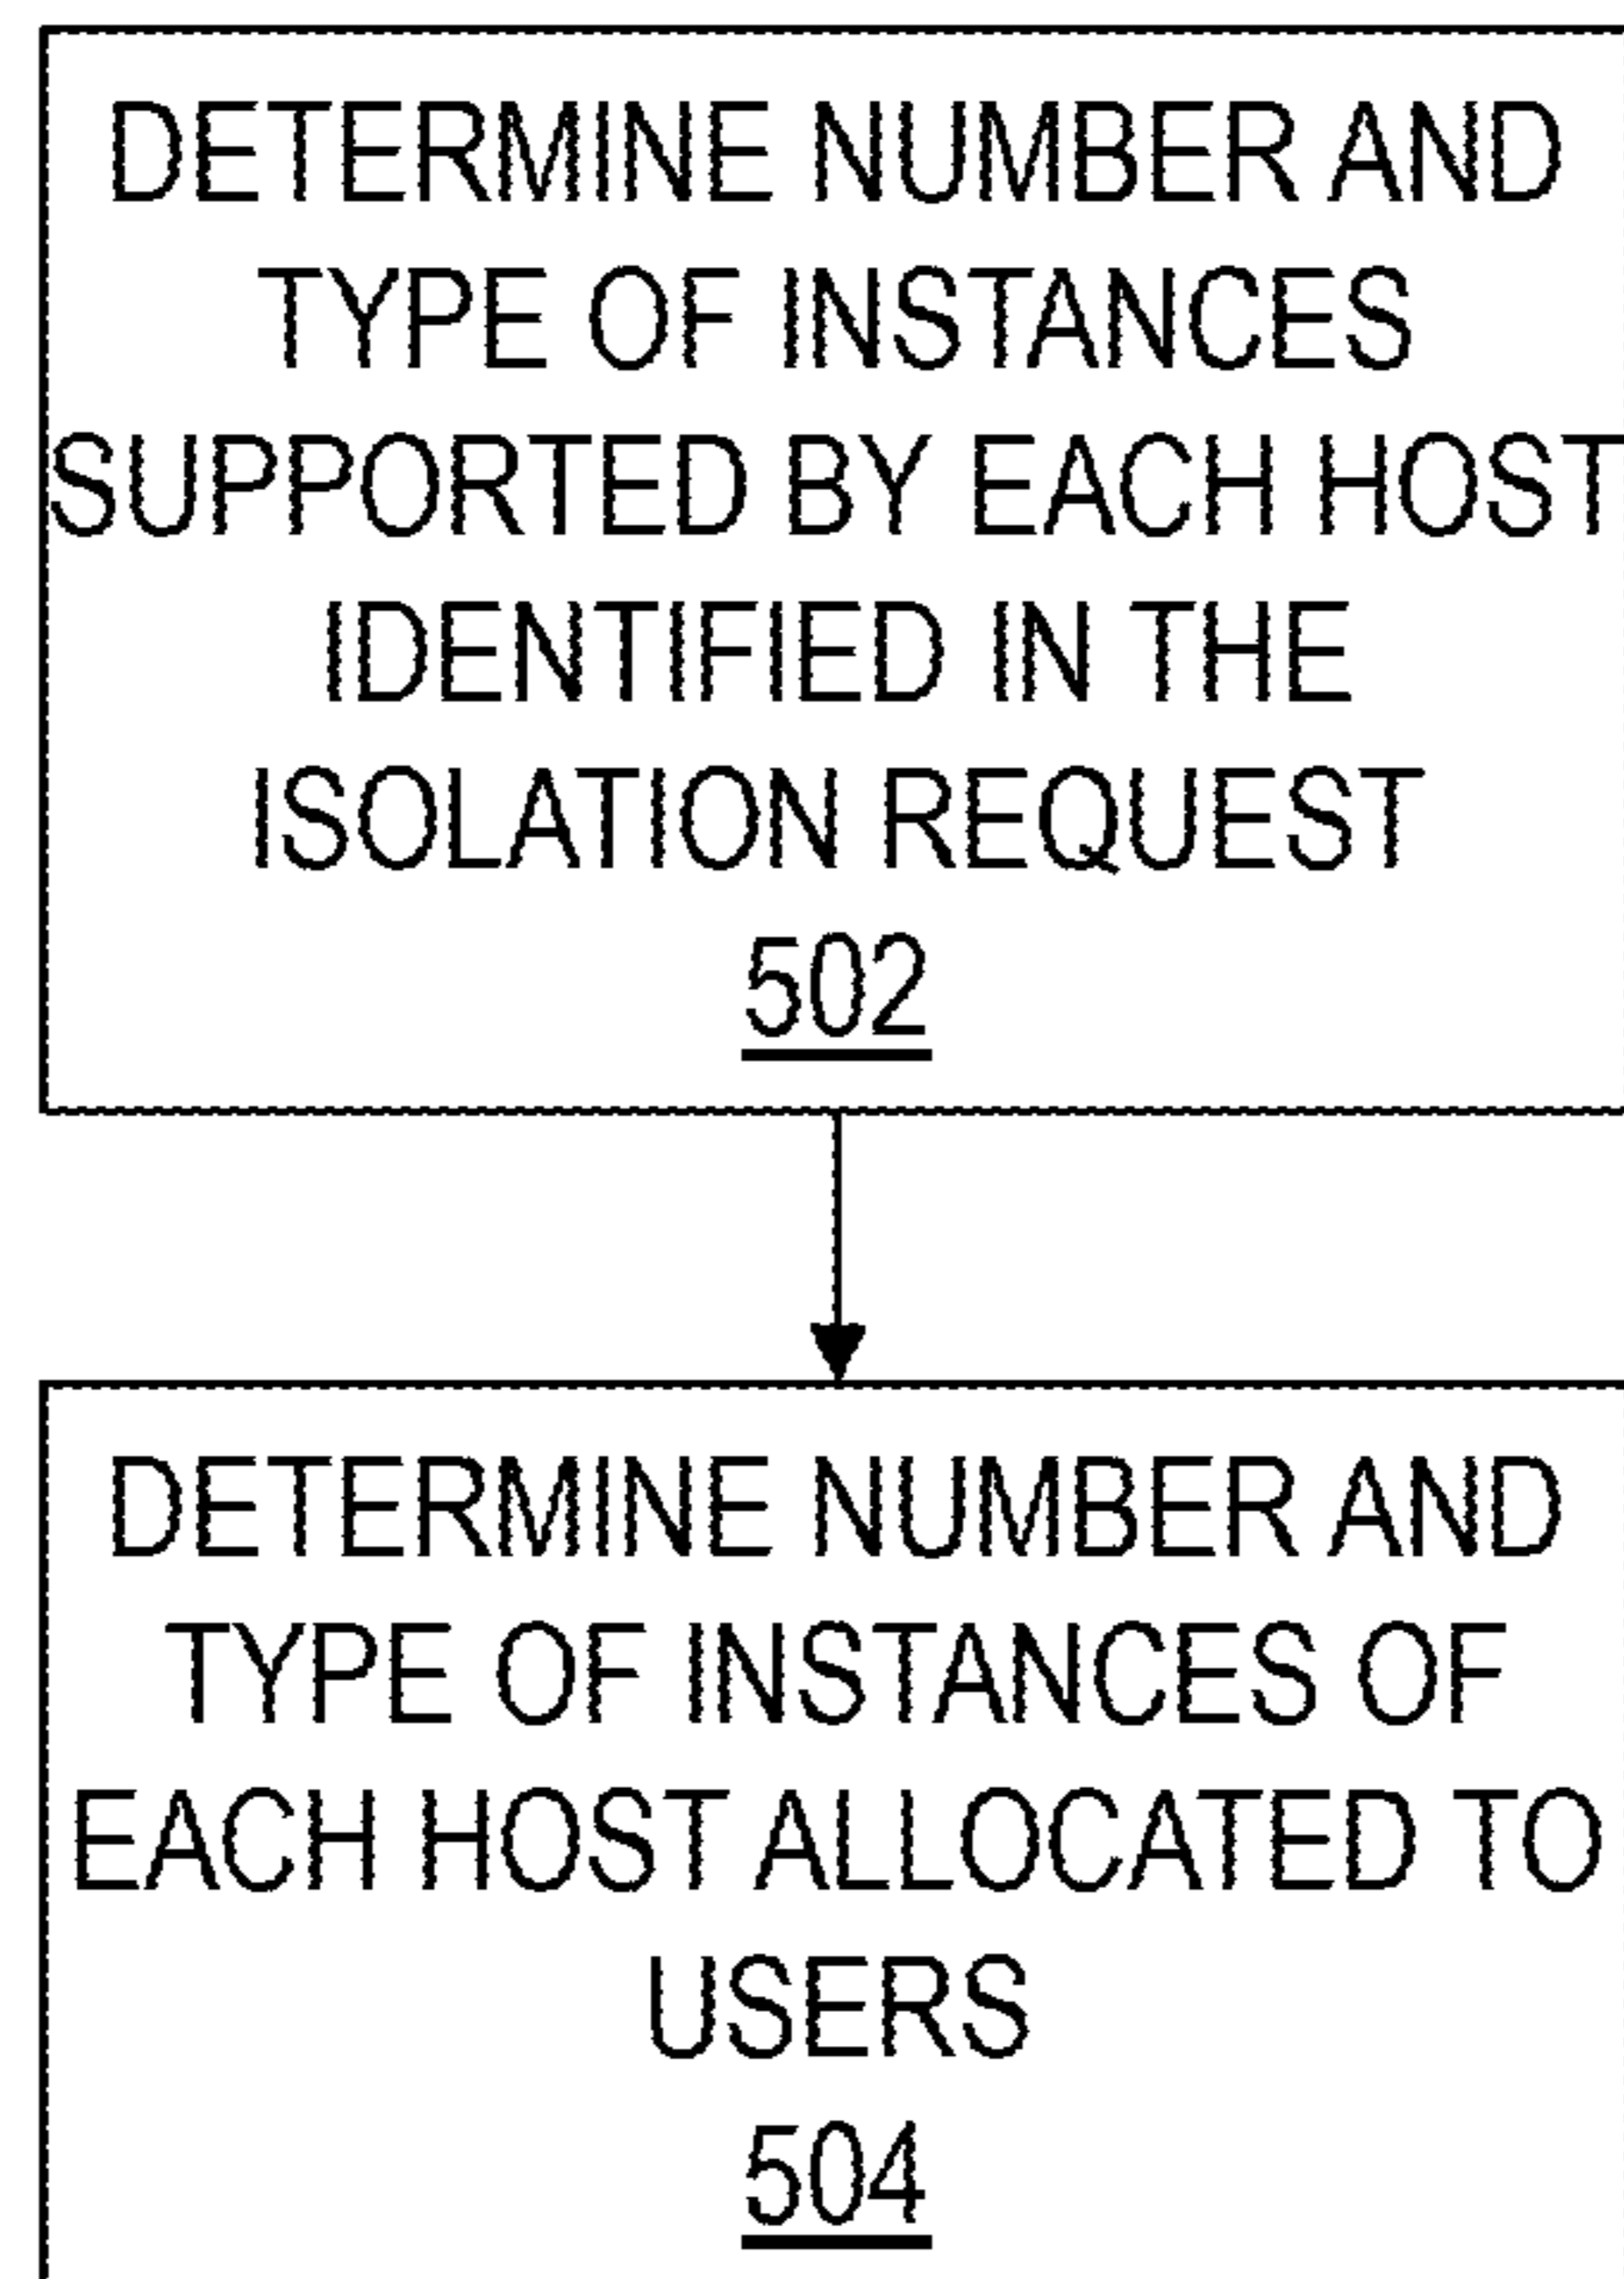 DETERMINE NUMBER AND
TYPE OF INSTANCES
SUPPORTED BY EACH HOST
IDENTIFIED IN THE
ISOLATION REQUEST
502
DETERMINE NUMBER AND
TYPE OF INSTANCES OF
EACH HOST ALLOCATED TO
USERS
504